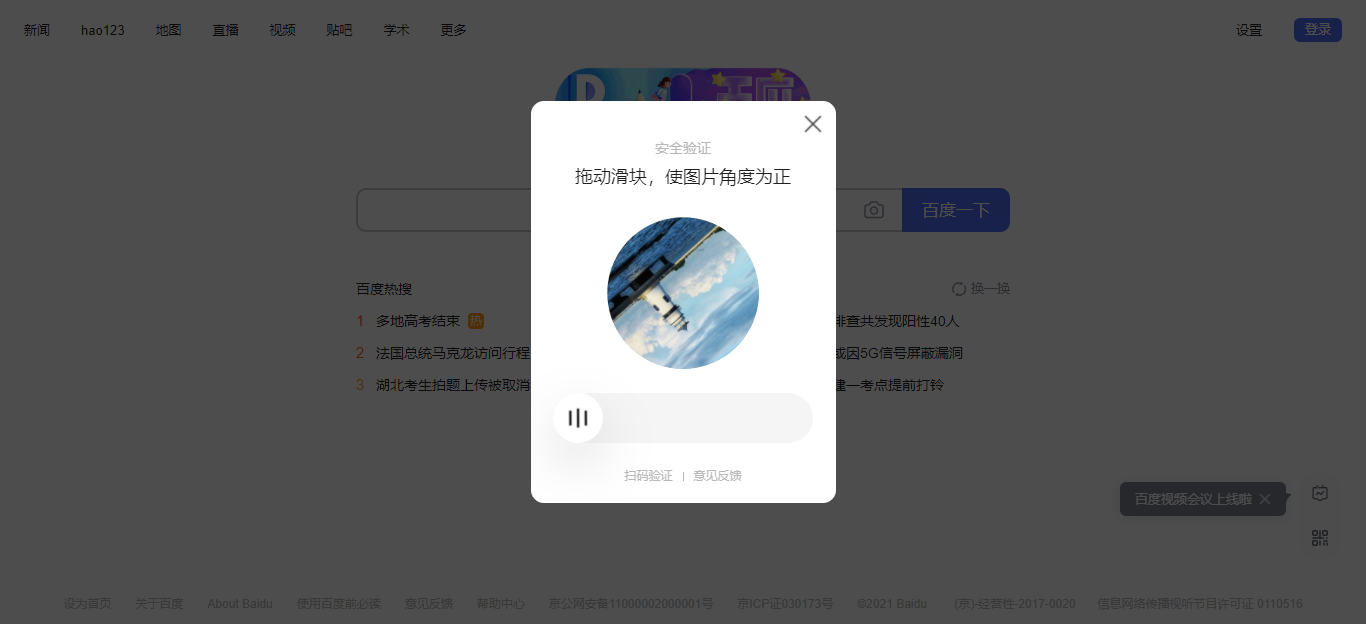 新闻 hao123 地图 直播 视频 贴吧 学术 更多 设置 登录
安全验证
拖动滑块，使图片角度为正
百度一下
百度热搜 换一换
1 多地高考结束 热 排查共发现阳性40人
2 法国总统马克龙访问行程 或因5G信号屏蔽漏洞
3 湖北考生拍题上传被取消 建一考点提前打铃
扫码验证 | 意见反馈
百度视频会议上线啦
设为首页 关于百度 About Baidu 使用百度前必读 意见反馈 帮助中心 京公网安备11000002000001号 京ICP证030173号 ©2021 Baidu (京)-经营性-2017-0020 信息网络传播视听节目许可证 0110516